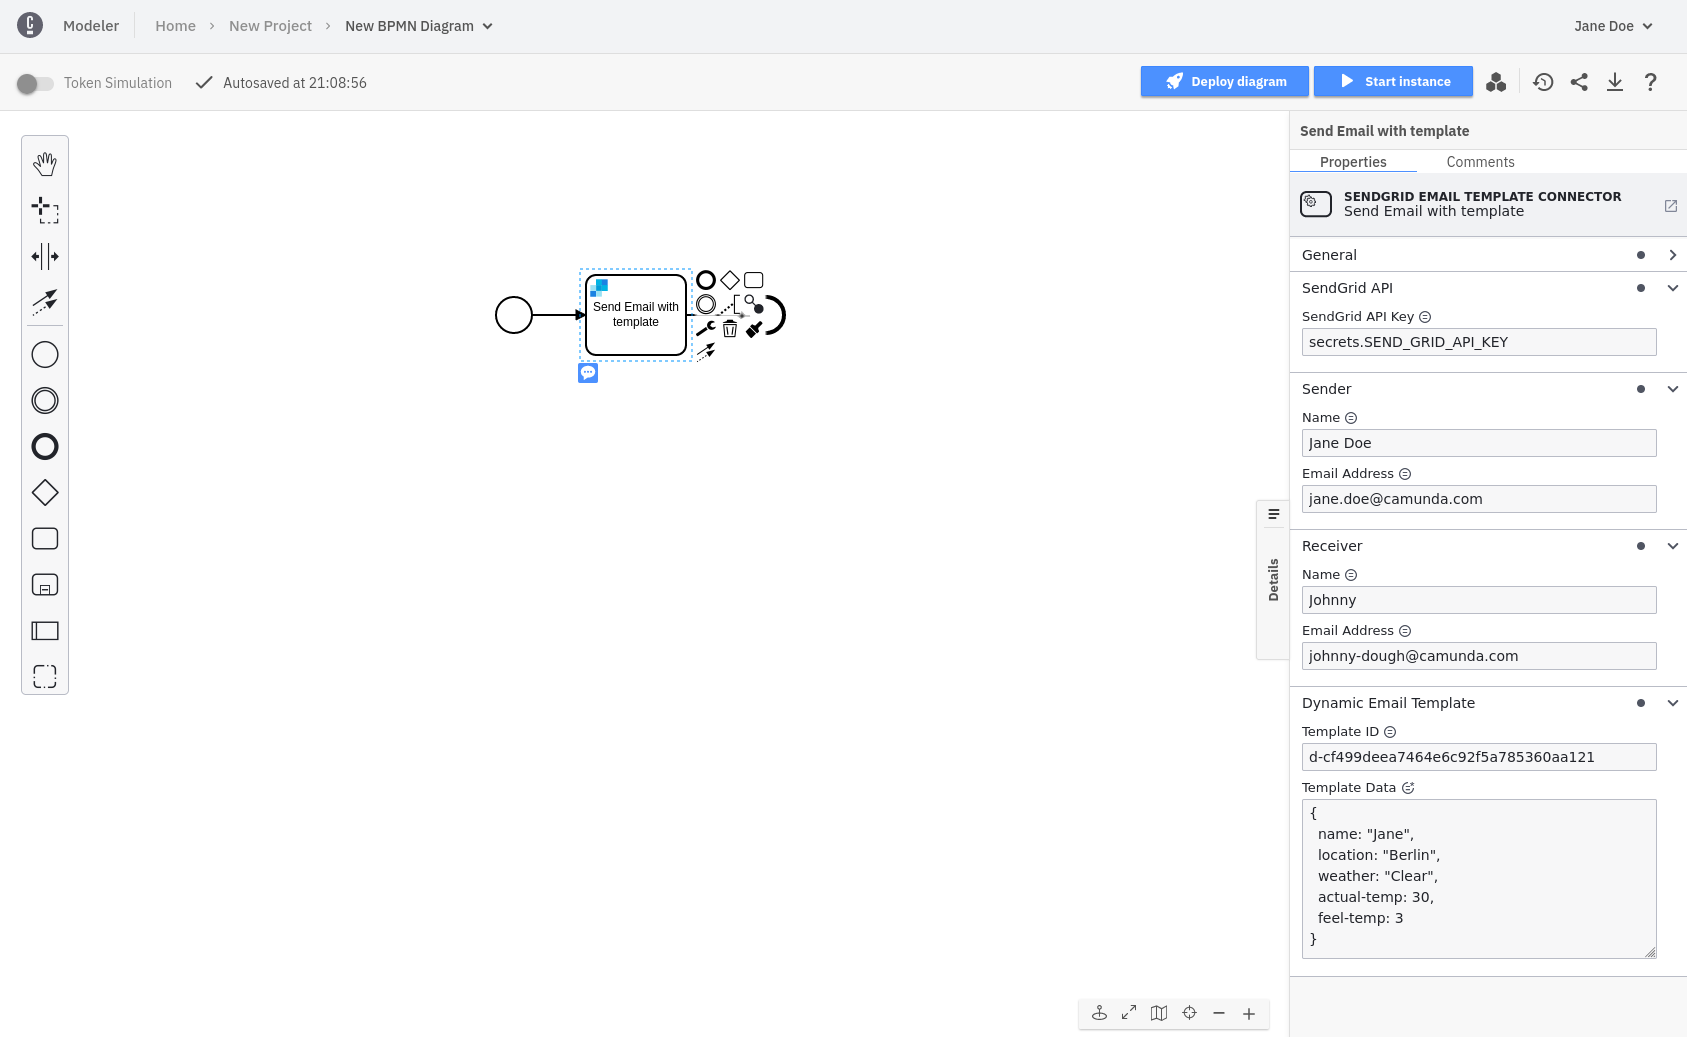 Modeler Home New Project New BPMN Diagram Jane Doe
Token Simulation Autosaved at 21:08:56 Deploy diagram Start instance
Send Email with
template
Details
Send Email with template
Properties Comments
SENDGRID EMAIL TEMPLATE CONNECTOR
Send Email with template
General
SendGrid API
SendGrid API Key
secrets.SEND_GRID_API_KEY
Sender
Name
Jane Doe
Email Address
jane.doe@camunda.com
Receiver
Name
Johnny
Email Address
johnny-dough@camunda.com
Dynamic Email Template
Template ID
d-cf499deea7464e6c92f5a785360aa121
Template Data
{
name: "Jane",
location: "Berlin",
weather: "Clear",
actual-temp: 30,
feel-temp: 3
}